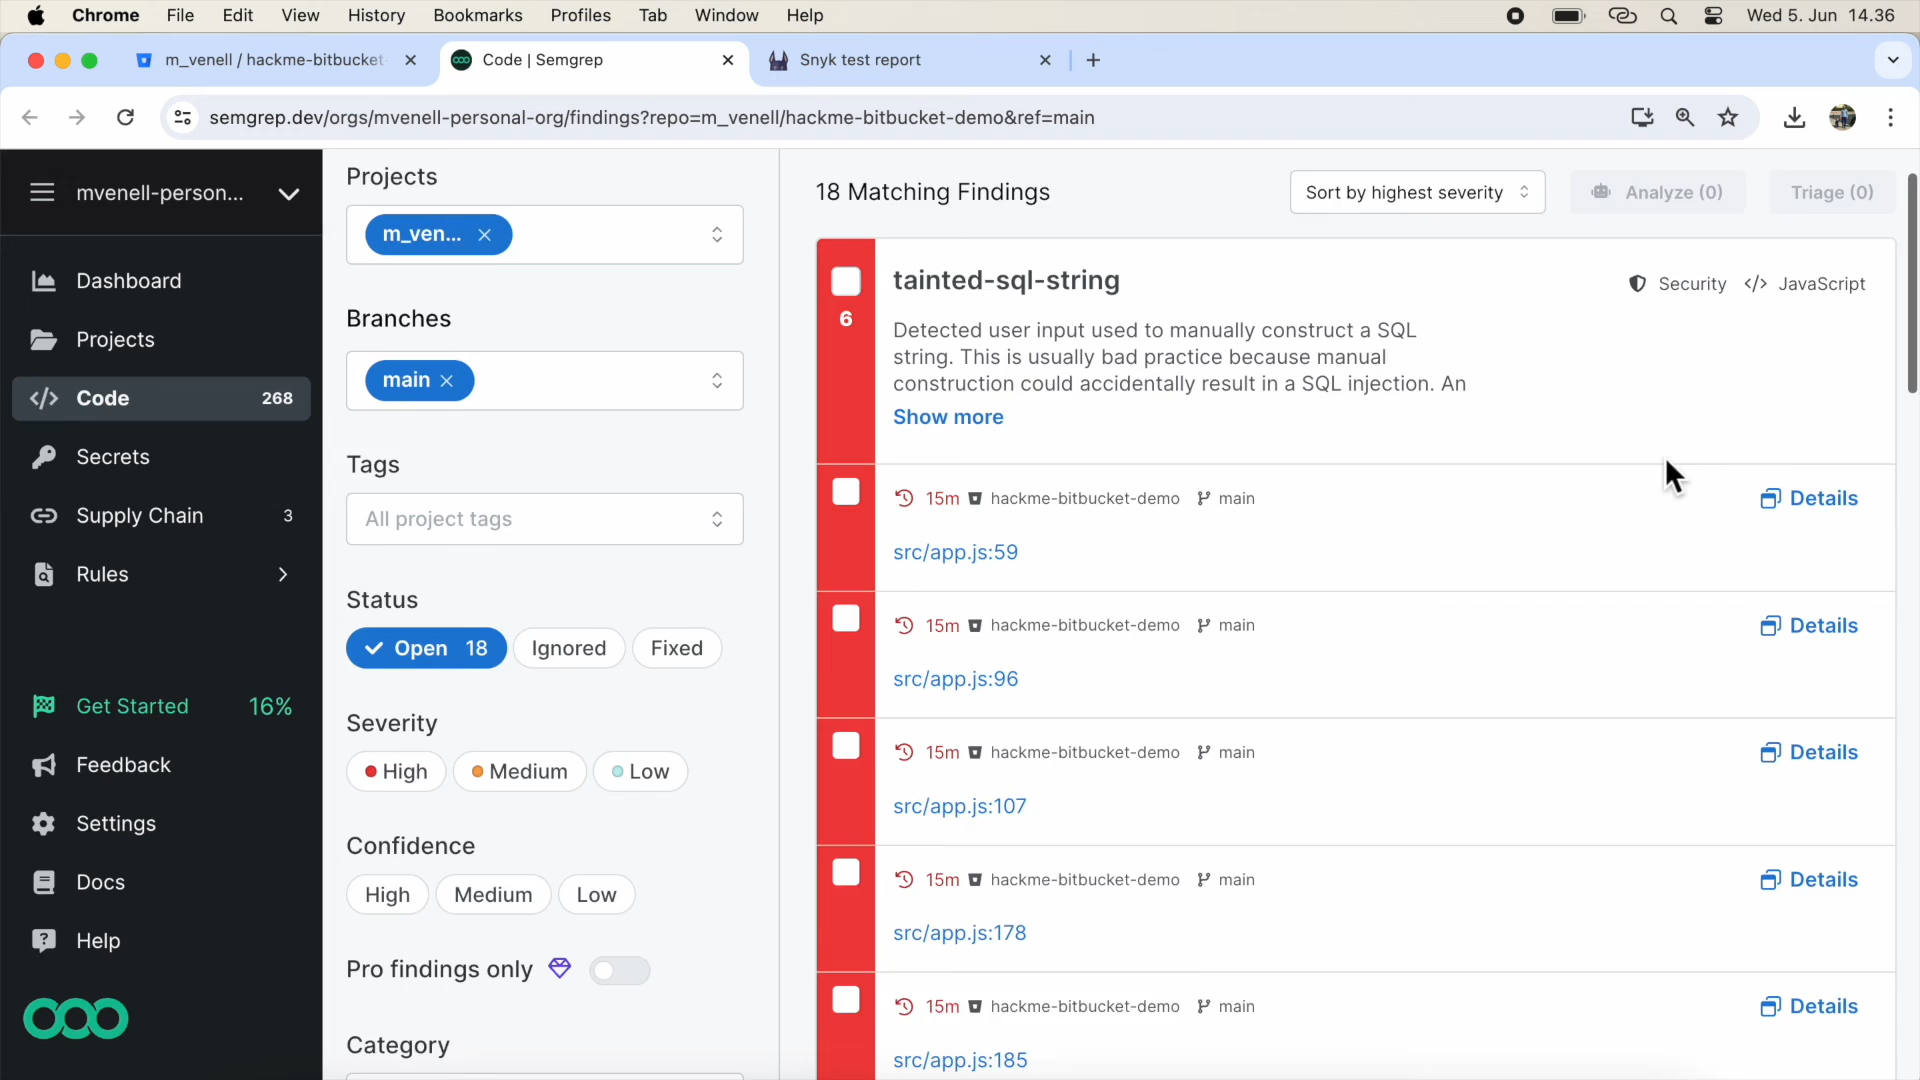 Chrome File Edit View History Bookmarks Profiles Tab Window Help Wed 5. Jun 14.36
m_venell / hackme-bitbucket- Code | Semgrep Snyk test report
semgrep.dev/orgs/mvenell-personal-org/findings?repo=m_venell/hackme-bitbucket-demo&ref=main
mvenell-person...
Dashboard
Projects
Code 268
Secrets
Supply Chain 3
Rules
Get Started 16%
Feedback
Settings
Docs
Help
Projects
m_ven...
Branches
main
Tags
All project tags
Status
Open 18 Ignored Fixed
Severity
High Medium Low
Confidence
High Medium Low
Pro findings only
Category
18 Matching Findings Sort by highest severity Analyze (0) Triage (0)
tainted-sql-string Security </> JavaScript
6
Detected user input used to manually construct a SQL
string. This is usually bad practice because manual
construction could accidentally result in a SQL injection. An
Show more
15m hackme-bitbucket-demo main Details
src/app.js:59
15m hackme-bitbucket-demo main Details
src/app.js:96
15m hackme-bitbucket-demo main Details
src/app.js:107
15m hackme-bitbucket-demo main Details
src/app.js:178
15m hackme-bitbucket-demo main Details
src/app.js:185